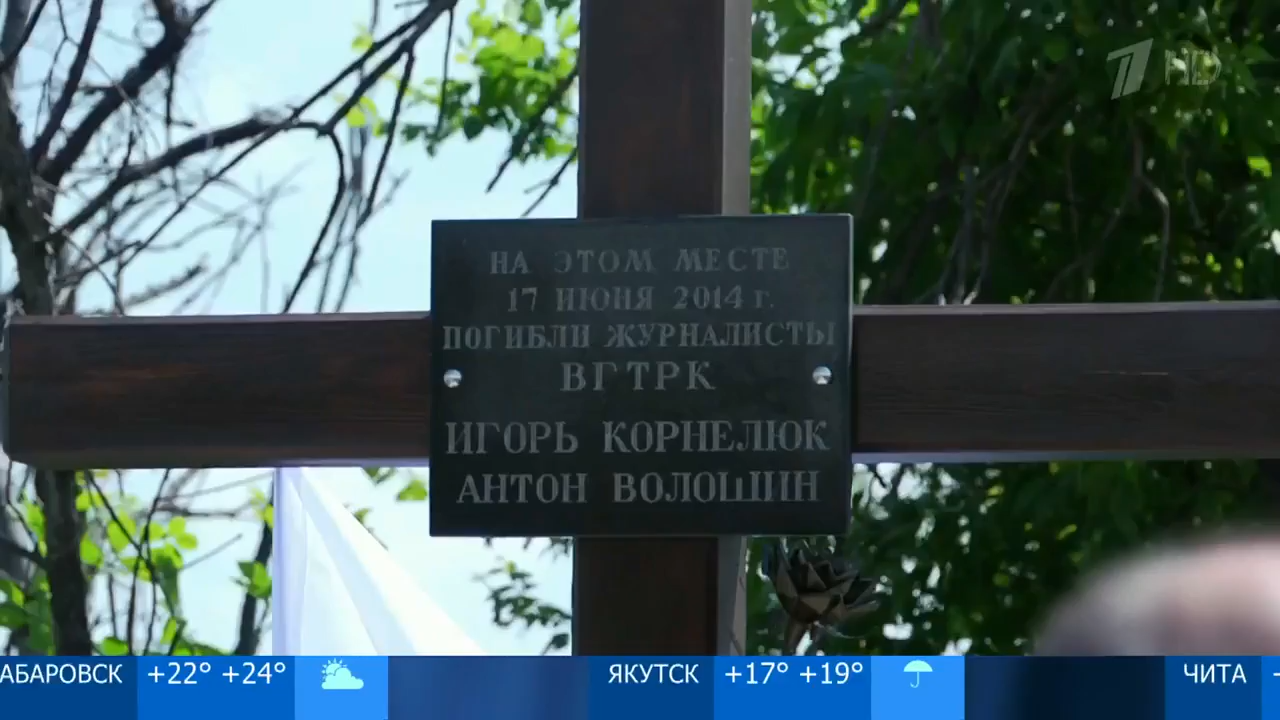 1 HD
НА ЭТОМ МЕСТЕ
17 ИЮНЯ 2014 г.
ПОГИБЛИ ЖУРНАЛИСТЫ
ВГТРК
ИГОРЬ КОРНЕЛЮК
АНТОН ВОЛОШИН
АБАРОВСК +22° +24° ЯКУТСК +17° +19° ЧИТА